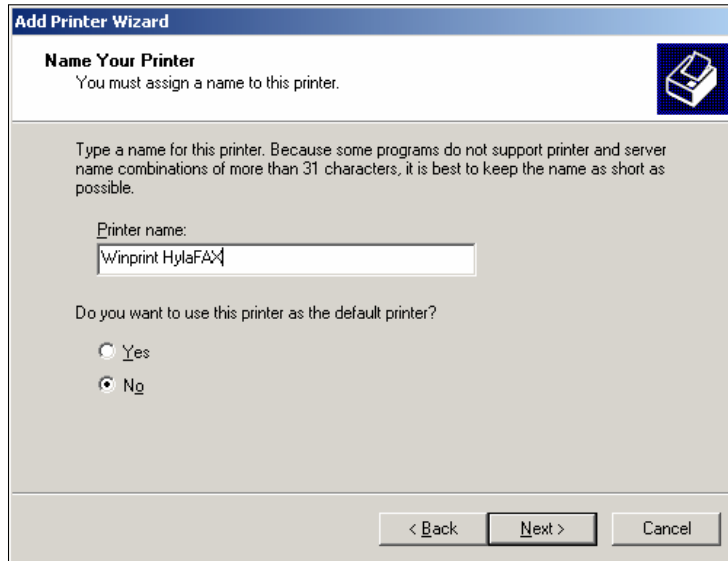 Add Printer Wizard
Name Your Printer
You must assign a name to this printer.
Type a name for this printer. Because some programs do not support printer and server
name combinations of more than 31 characters, it is best to keep the name as short as
possible.
Printer name:
Winprint HylaFAX
Do you want to use this printer as the default printer?
Yes
No
< Back
Next >
Cancel